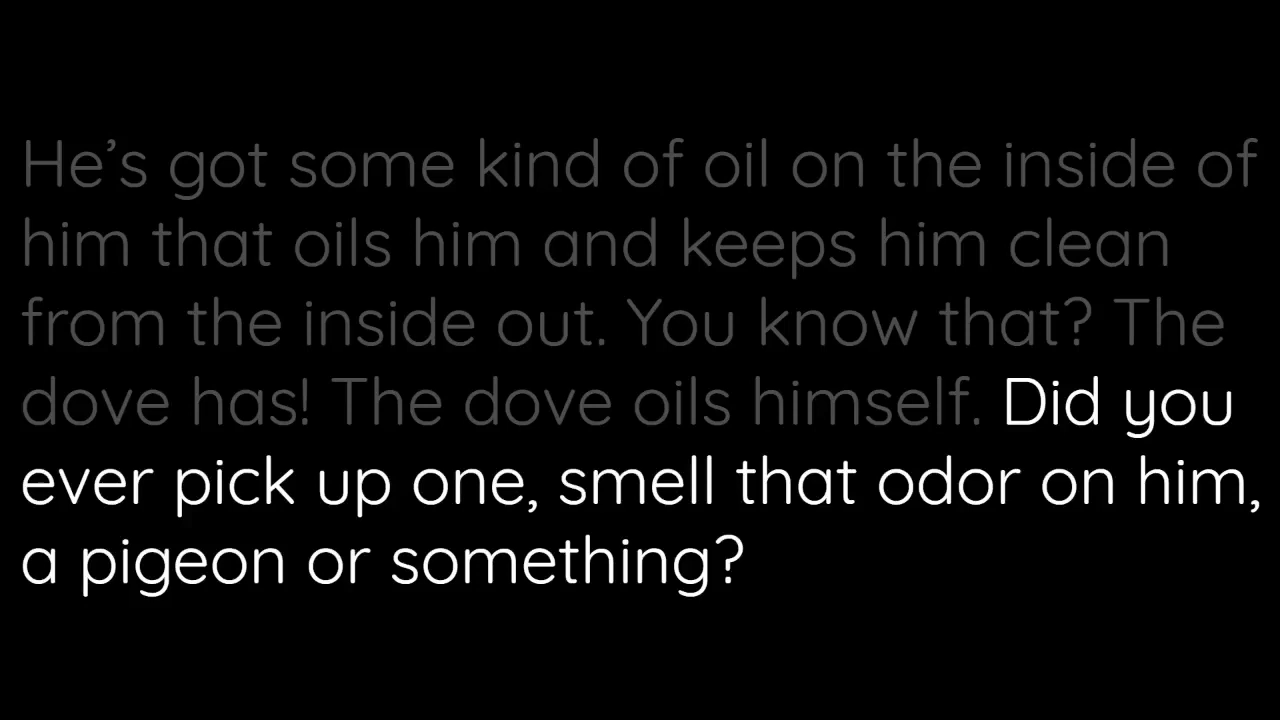 He’s got some kind of oil on the inside of
him that oils him and keeps him clean
from the inside out. You know that? The
dove has! The dove oils himself. Did you
ever pick up one, smell that odor on him,
a pigeon or something?